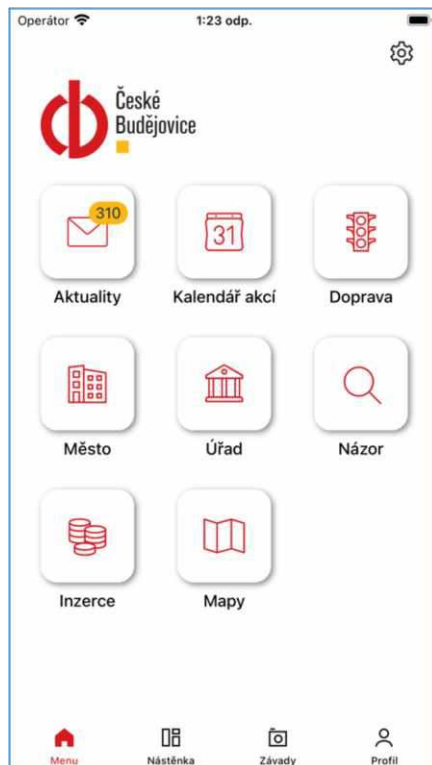 Operátor 1:23 odp.
České
Budějovice
310
31
Aktuality Kalendář akcí Doprava
Město Úřad Názor
Inzerce Mapy
Menu Nástěnka Závady Profil